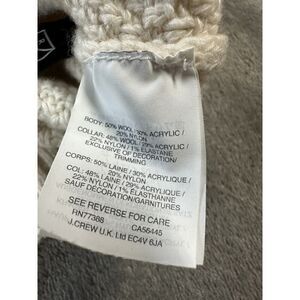 BODY: 50% WOOL / 30% ACRYLIC /
20% NYLON
COLLAR: 48% WOOL / 29% ACRYLIC /
22% NYLON / 1% ELASTANE
EXCLUSIVE OF DECORATION/
TRIMMING
CORPS: 50% LAINE / 30% ACRYLIQUE /
20% NYLON
COL: 48% LAINE / 29% ACRYLIQUE /
22% NYLON / 1% ÉLASTHANNE
SAUF DÉCORATION/GARNITURES
SEE REVERSE FOR CARE
RN77388 CA56445
J.CREW U.K. Ltd EC4V 6JA